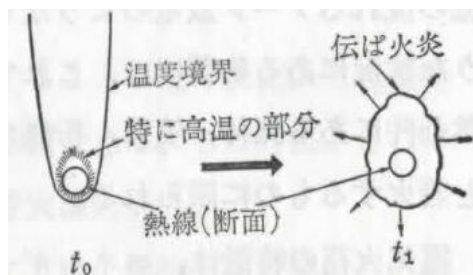 温度境界
伝ぱ火炎
特に高温の部分
熱線(断面)
t₀
t₁